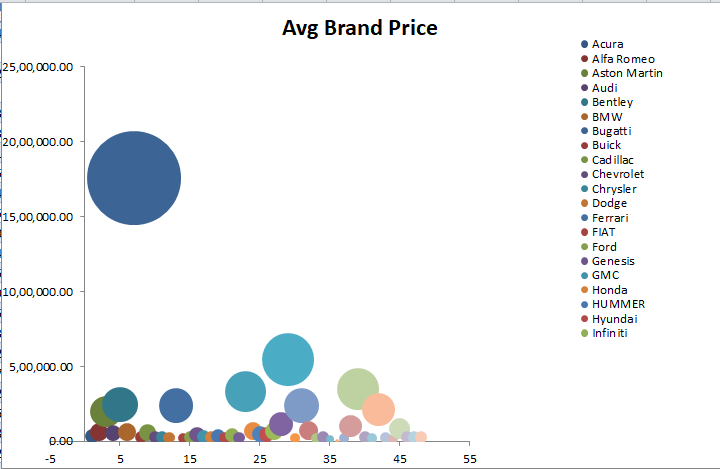 Avg Brand Price
25,00,000.00
20,00,000.00
15,00,000.00
10,00,000.00
5,00,000.00
0.00
-5 5 15 25 35 45 55
Acura
Alfa Romeo
Aston Martin
Audi
Bentley
BMW
Bugatti
Buick
Cadillac
Chevrolet
Chrysler
Dodge
Ferrari
FIAT
Ford
Genesis
GMC
Honda
HUMMER
Hyundai
Infiniti